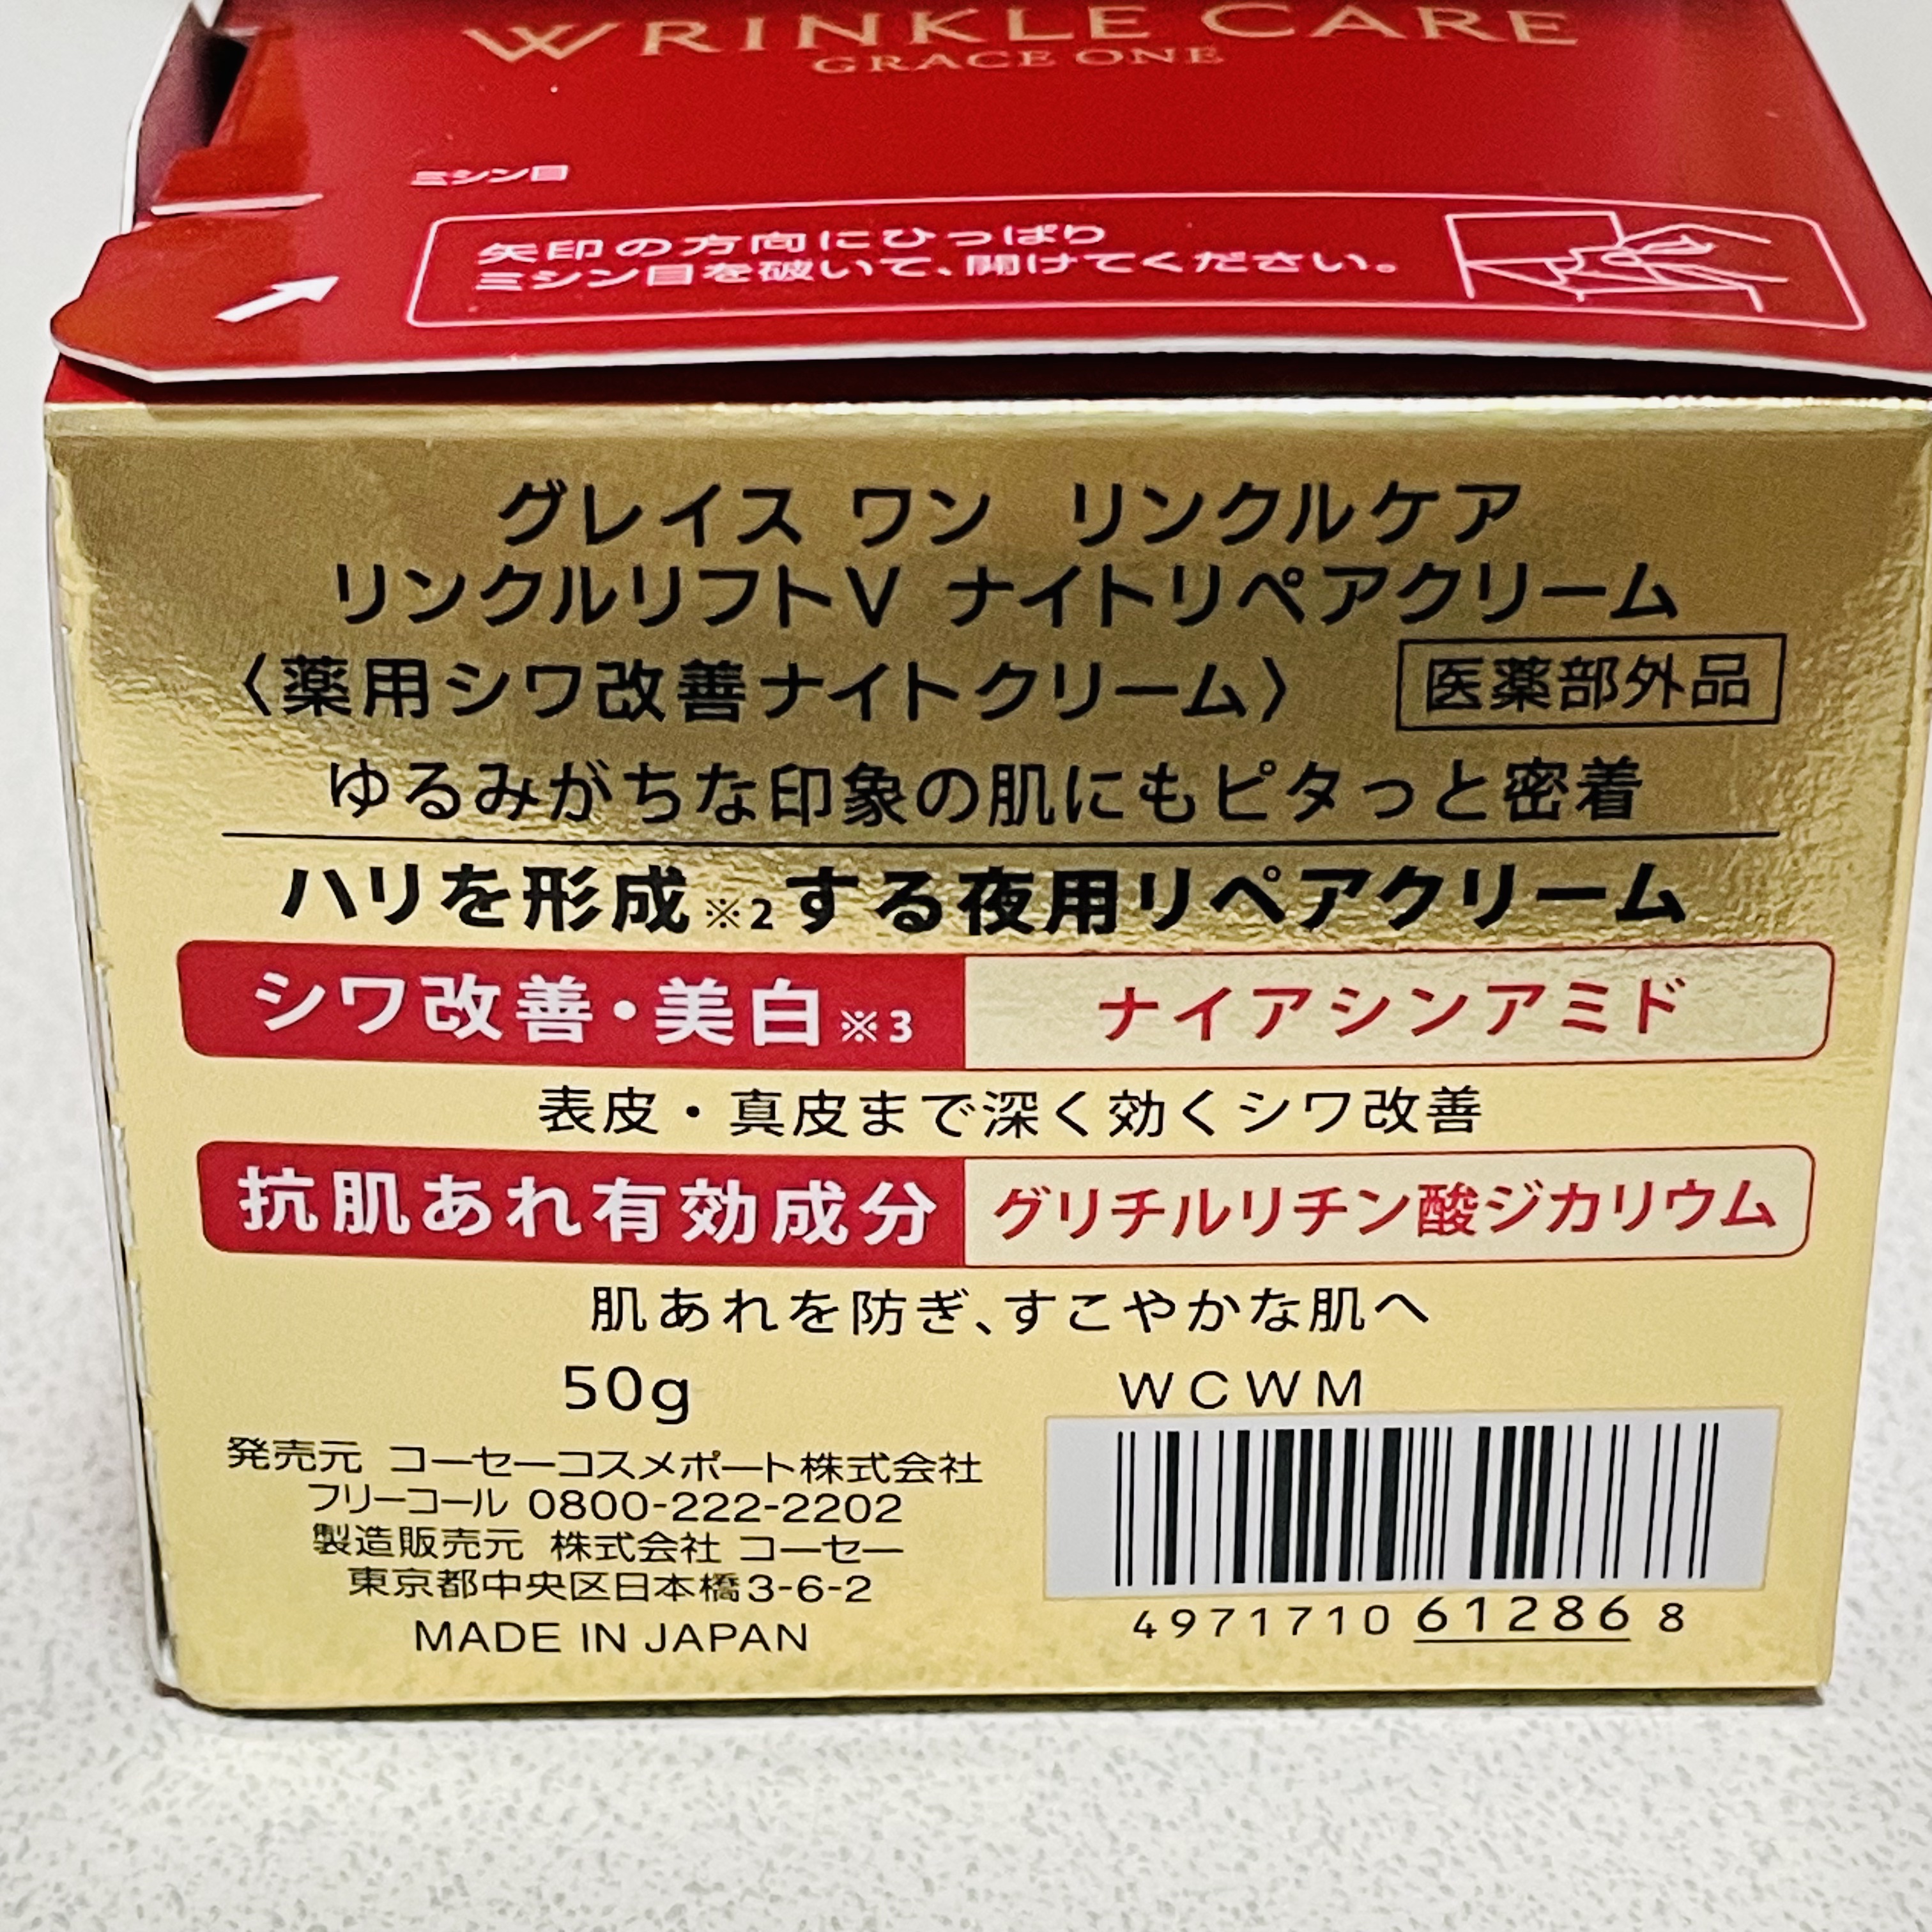 WRINKLE CARE
GRACE ONE
ミシン目
矢印の方向にひっぱり
ミシン目を破いて、開けてください。
グレイス ワン リンクルケア
リンクルリフトV ナイトリペアクリーム
〈薬用シワ改善ナイトクリーム〉 医薬部外品
ゆるみがちな印象の肌にもピタっと密着
ハリを形成※2する夜用リペアクリーム
シワ改善・美白※3 ナイアシンアミド
表皮・真皮まで深く効くシワ改善
抗肌あれ有効成分 グリチルリチン酸ジカリウム
肌あれを防ぎ、すこやかな肌へ
50g WCWM
発売元 コーセーコスメポート株式会社
フリーコール 0800-222-2202
製造販売元 株式会社 コーセー
東京都中央区日本橋3-6-2
MADE IN JAPAN
4971710 612868